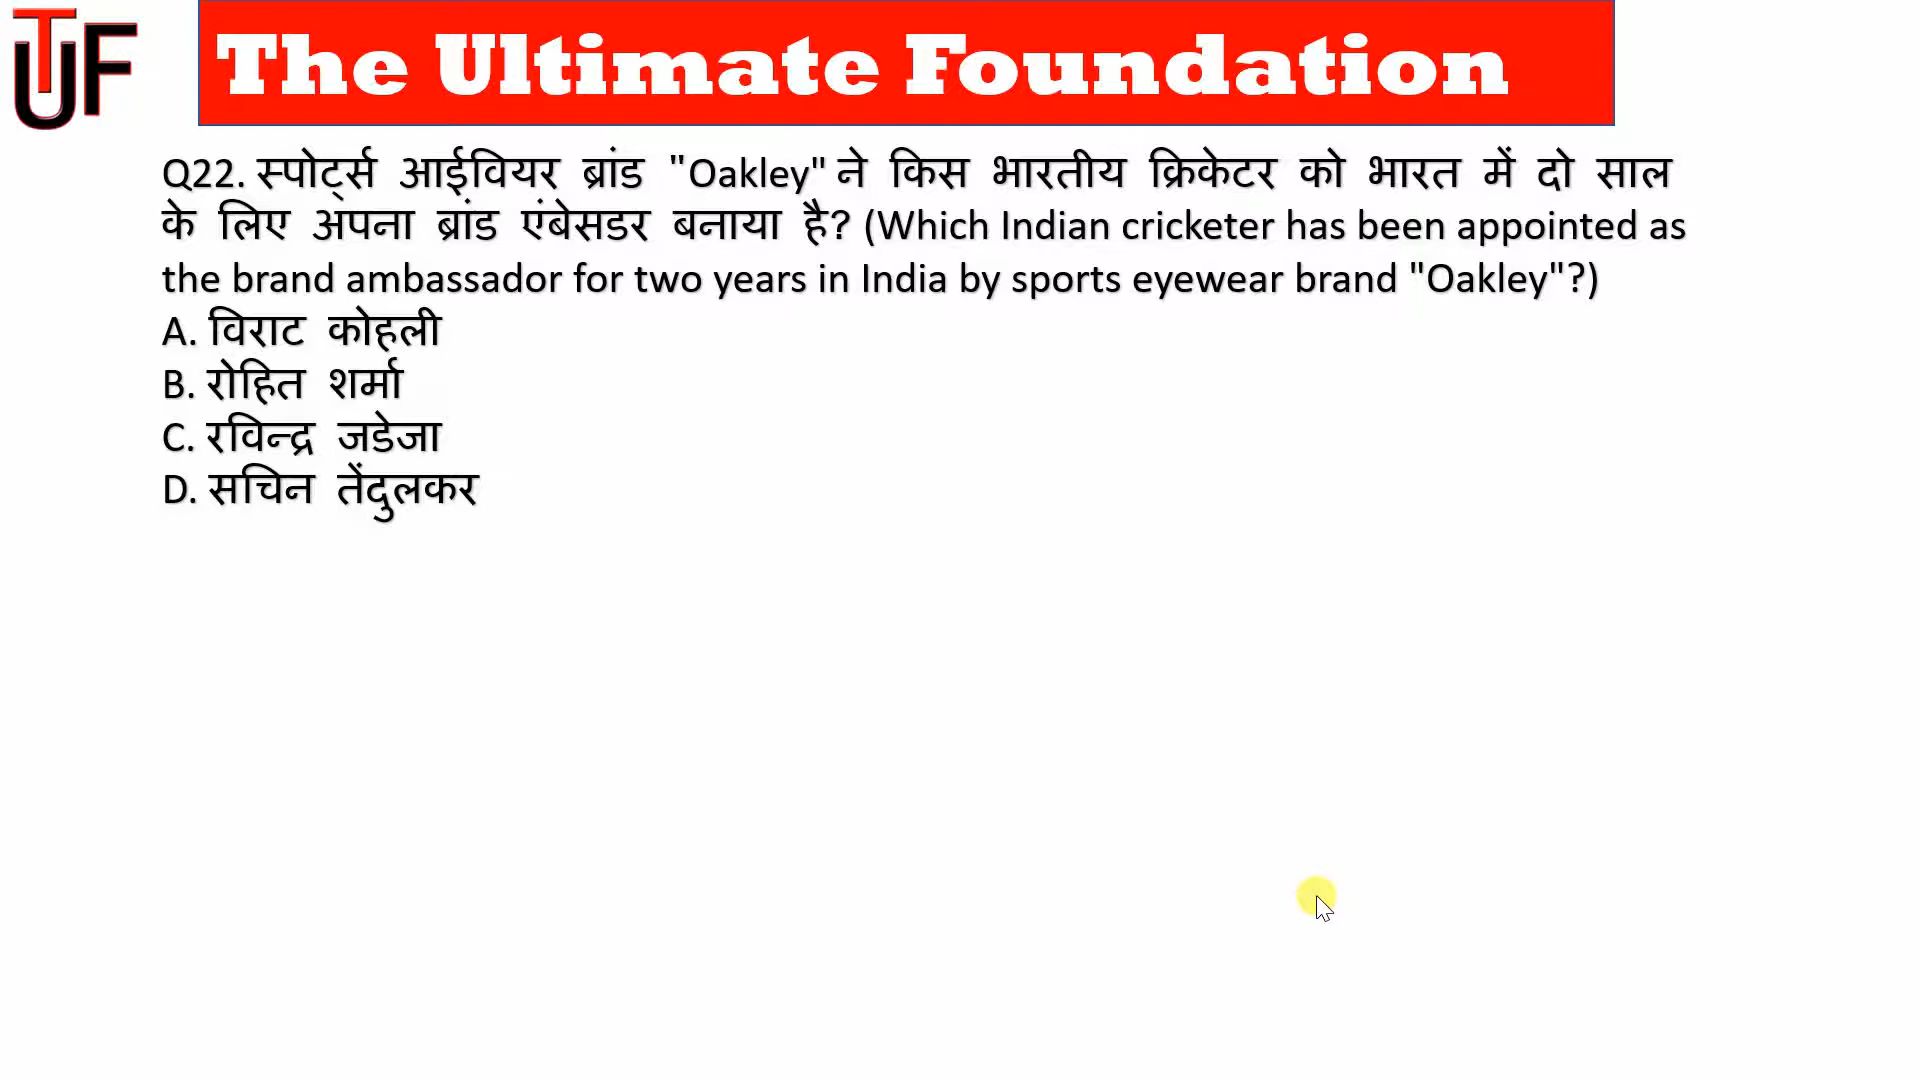 TUF
The Ultimate Foundation
Q22. स्पोर्ट्स आईवियर ब्रांड "Oakley" ने किस भारतीय क्रिकेटर को भारत में दो साल
के लिए अपना ब्रांड एंबेसडर बनाया है? (Which Indian cricketer has been appointed as
the brand ambassador for two years in India by sports eyewear brand "Oakley"?)
A. विराट कोहली
B. रोहित शर्मा
C. रविन्द्र जडेजा
D. सचिन तेंदुलकर